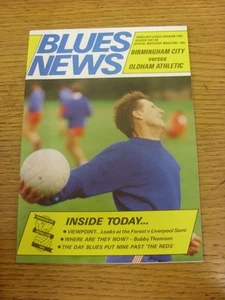 BLUES
NEWS
BIRMINGHAM CITY
versus
OLDHAM ATHLETIC
INSIDE TODAY...
● VIEWPOINT...Looks at the Forest v Liverpool Semi
● WHERE ARE THEY NOW? - Bobby Thomson
● THE DAY BLUES PUT NINE PAST 'THE REDS'